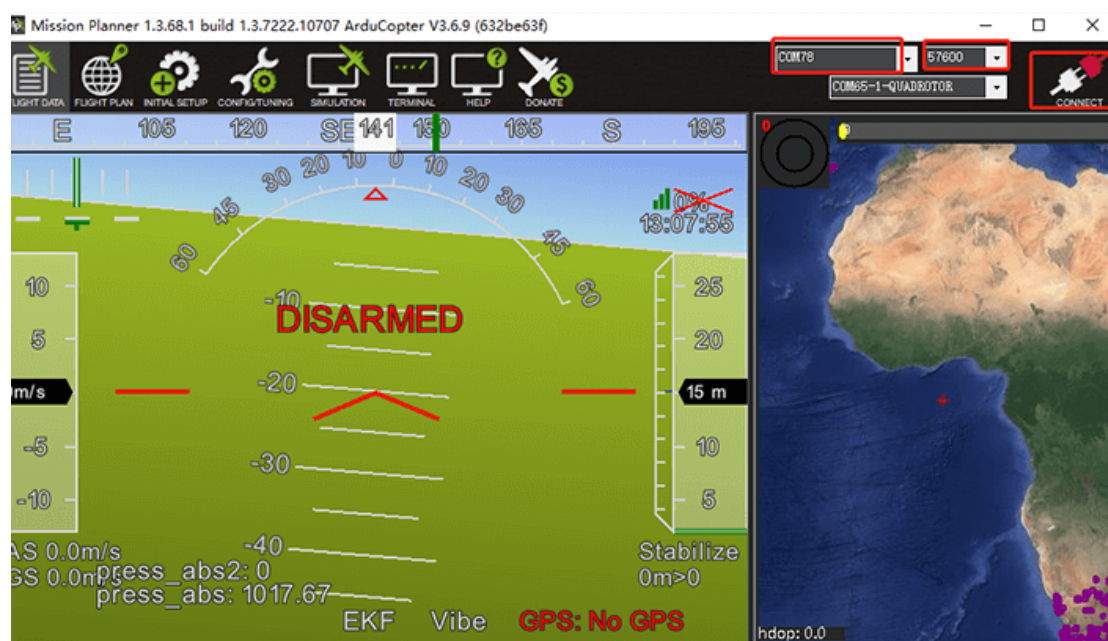 Mission Planner 1.3.68.1 build 1.3.7222.10707 ArduCopter V3.6.9 (632be63f)
COM78 57600
COM65-1-QUADROTOR
LIGHT DATA FLIGHT PLAN INITIAL SETUP CONFIG/TUNING SIMULATION TERMINAL HELP DONATE CONNECT
E 105 120 SE 141 150 165 S 195
0
60 45 30 20 10 0 10 20 30 45 60
0%
13:07:55
10 5 m/s -5 -10
-10
DISARMED
-20
-30
-40
25 20 15 m 10 5
AS 0.0m/s
GS 0.0m/s
press_abs2: 0
press_abs: 1017.67
Stabilize
0m>0
EKF Vibe GPS: No GPS
hdop: 0.0